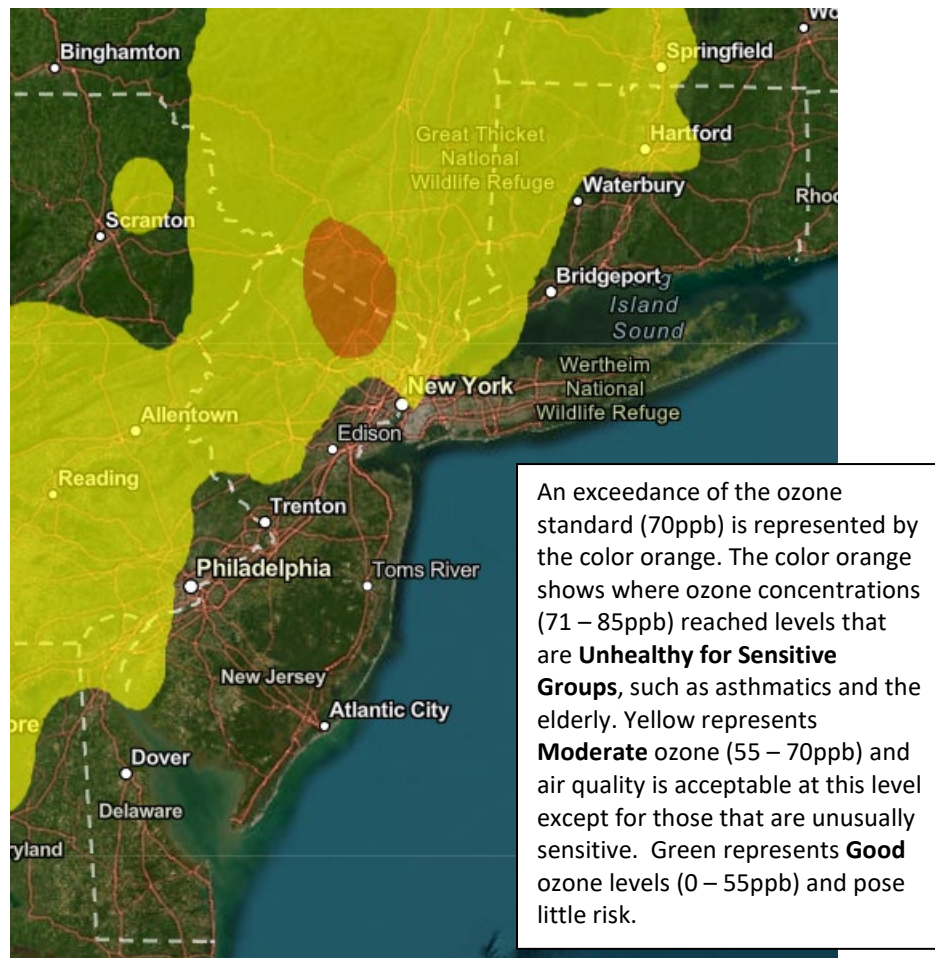 Wo
Binghamton
Springfield
Great Thicket
National
Wildlife Refuge
Hartford
Waterbury
Rhod
Scranton
Bridgeport
Island
Sound
Wertheim
National
Wildlife Refuge
New York
Allentown
Edison
Reading
Trenton
Philadelphia
Toms River
New Jersey
Atlantic City
ore
Dover
Delaware
ryland
An exceedance of the ozone
standard (70ppb) is represented by
the color orange. The color orange
shows where ozone concentrations
(71 – 85ppb) reached levels that
are Unhealthy for Sensitive
Groups, such as asthmatics and the
elderly. Yellow represents
Moderate ozone (55 – 70ppb) and
air quality is acceptable at this level
except for those that are unusually
sensitive.  Green represents Good
ozone levels (0 – 55ppb) and pose
little risk.